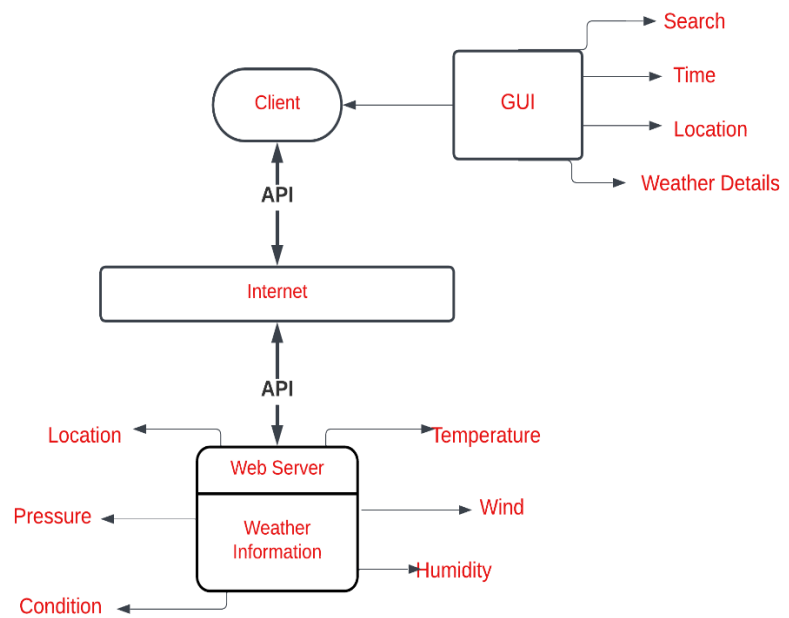 Search
Client
GUI
Time
Location
Weather Details
API
Internet
API
Location
Temperature
Web Server
Pressure
Weather
Information
Wind
Humidity
Condition